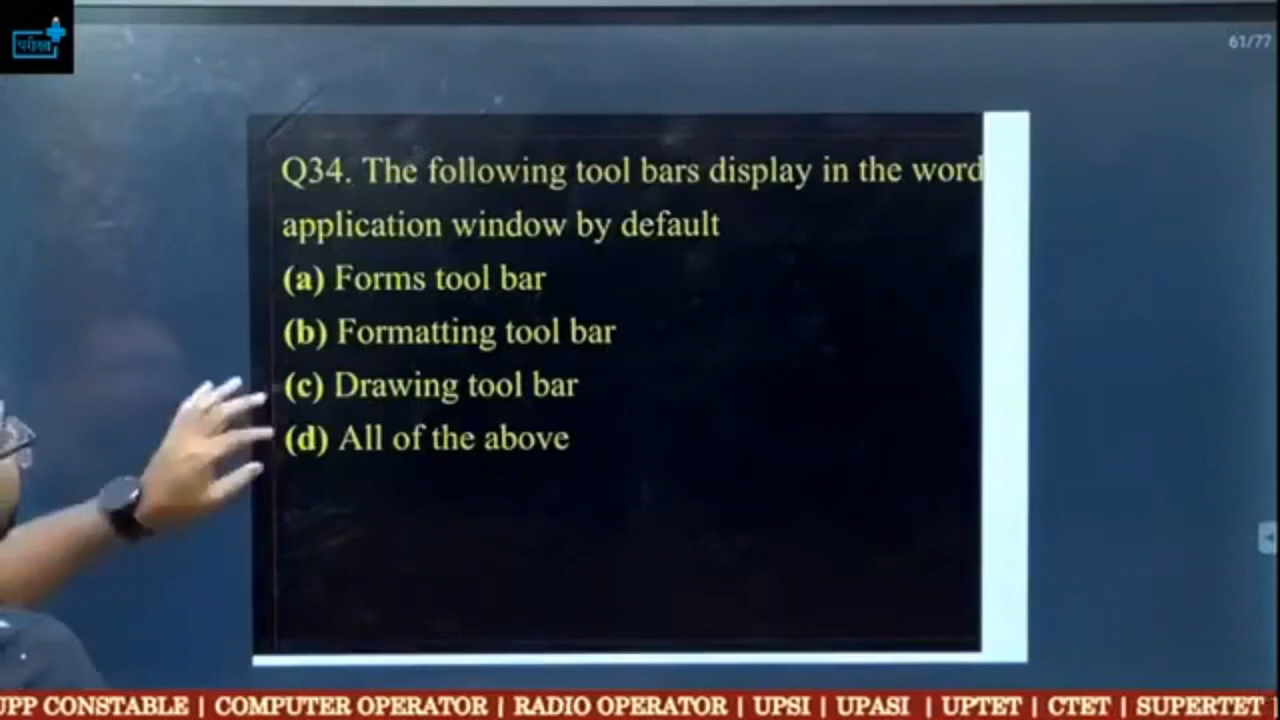 परीक्षा
61/77
Q34. The following tool bars display in the word
application window by default
(a) Forms tool bar
(b) Formatting tool bar
(c) Drawing tool bar
(d) All of the above
UPP CONSTABLE | COMPUTER OPERATOR | RADIO OPERATOR | UPSI | UPASI | UPTET | CTET | SUPERTET